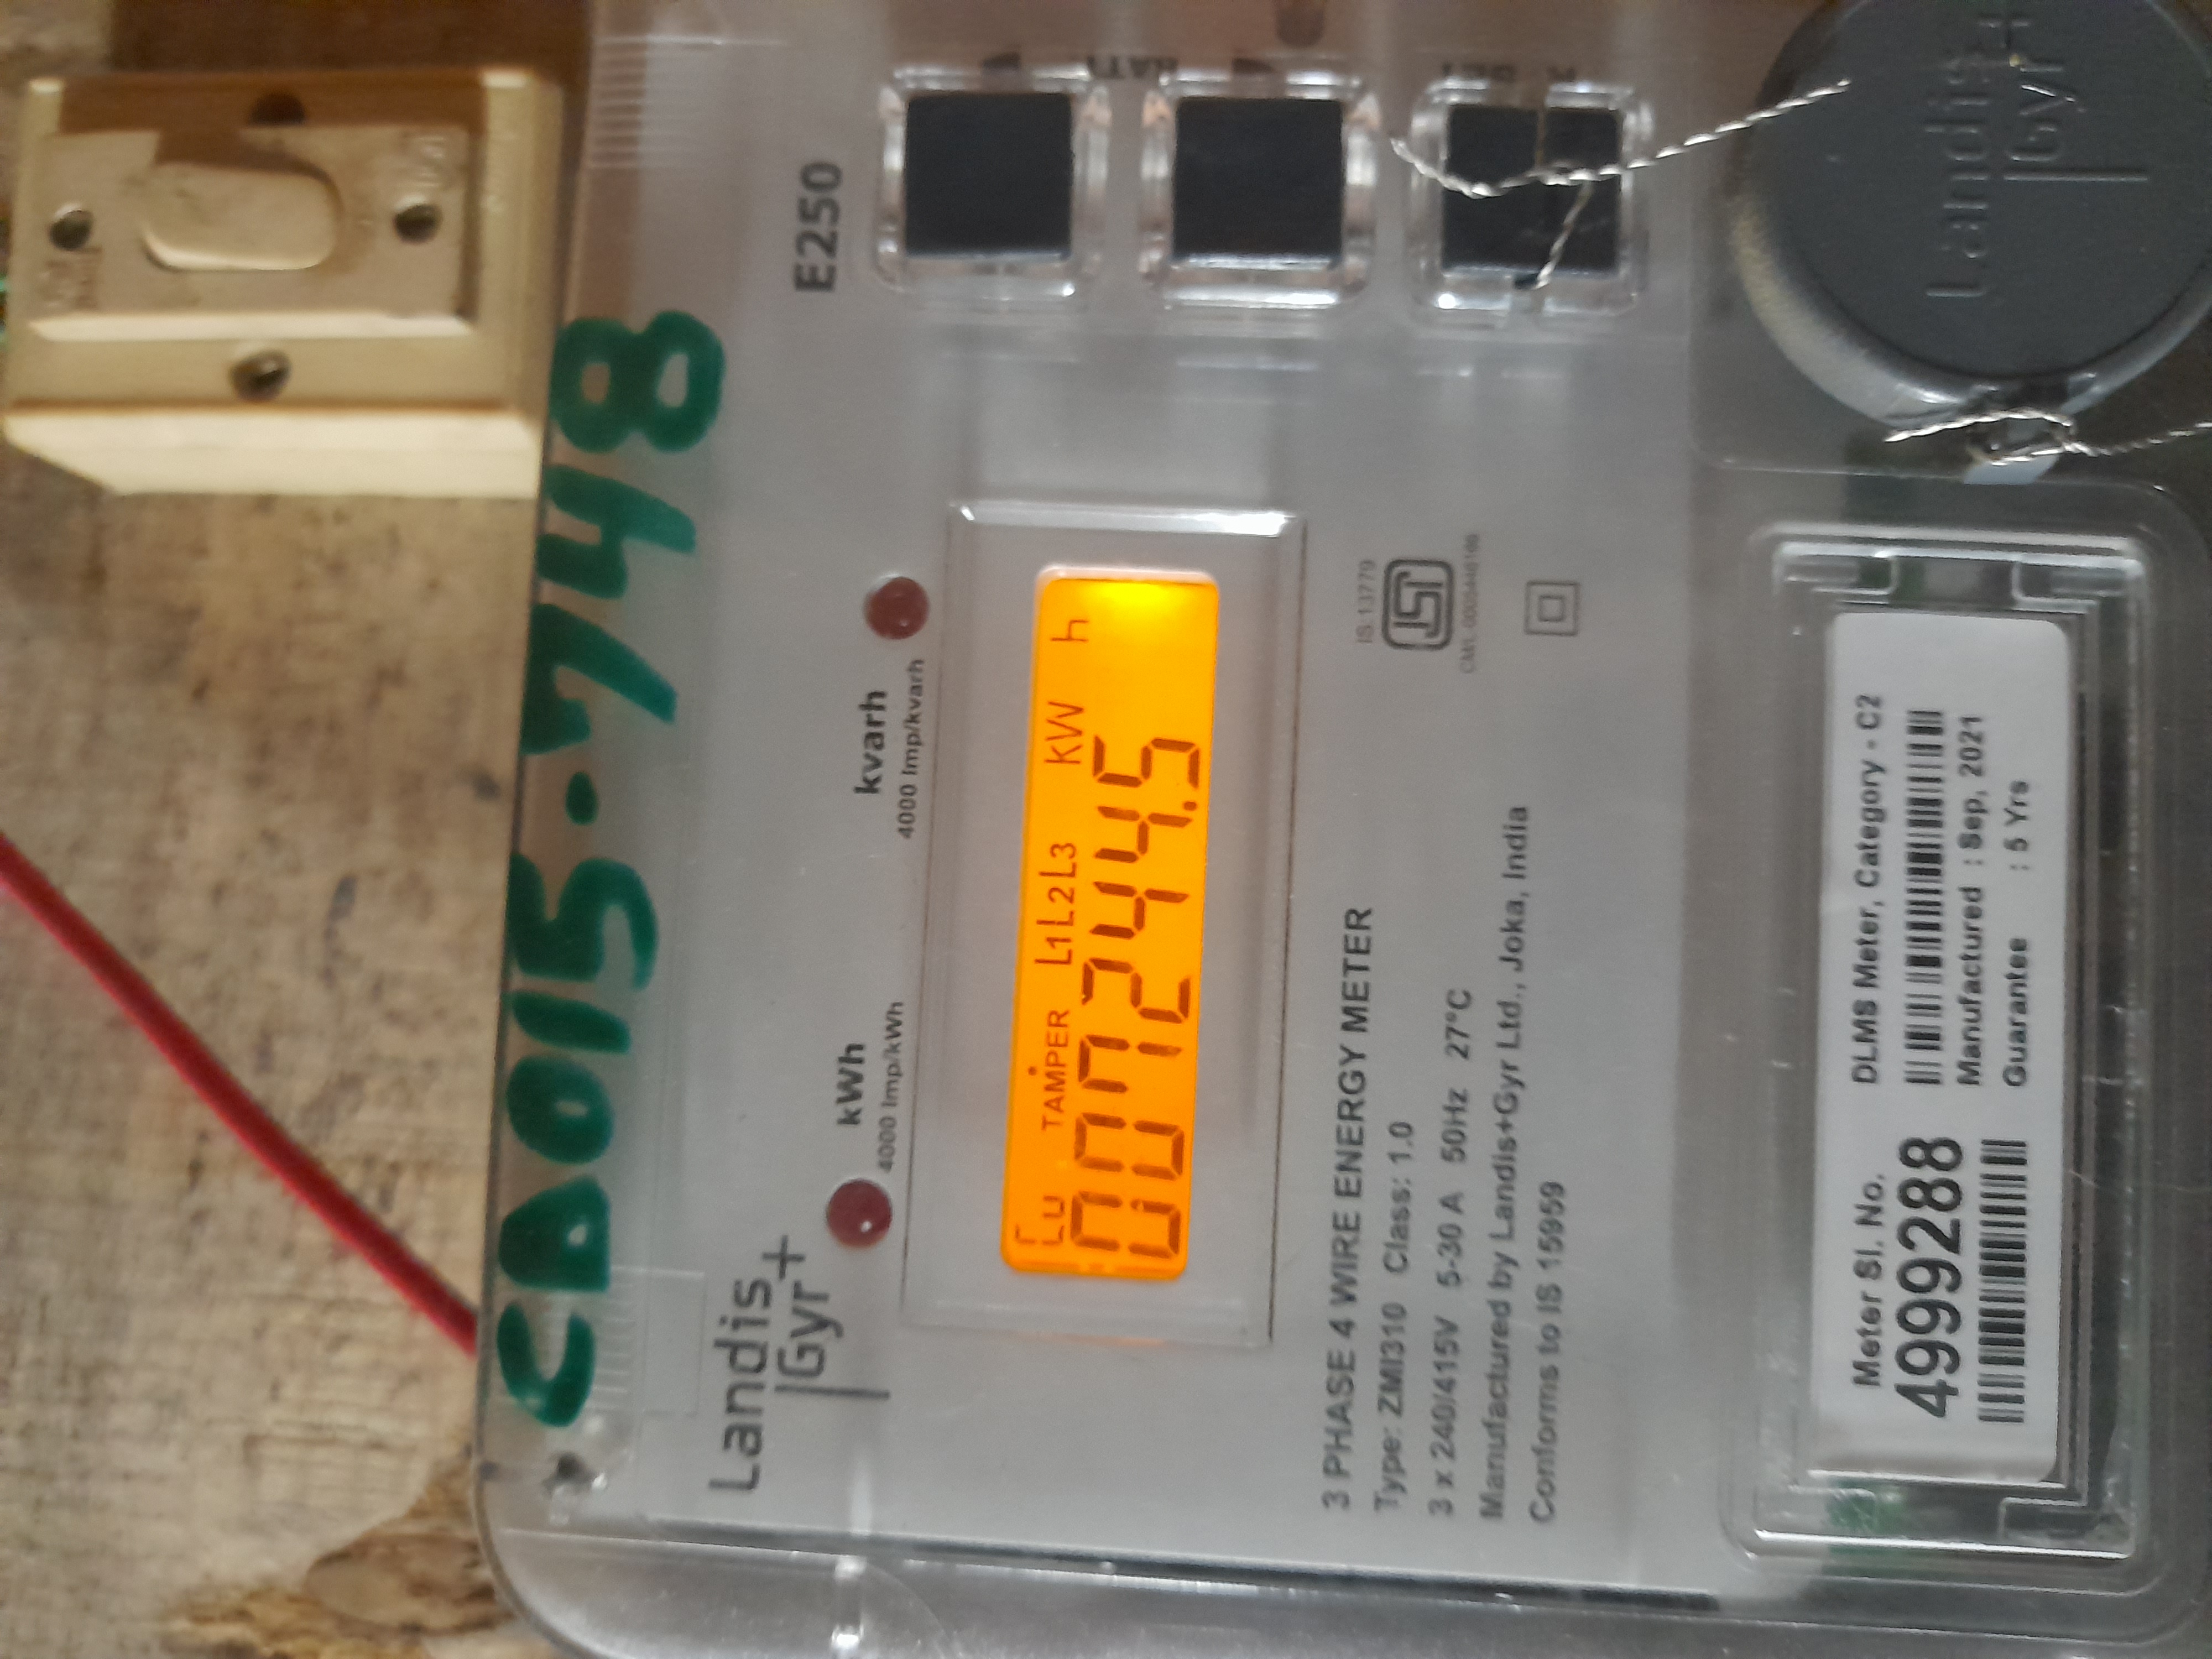 CD015-748
Landis
Gyr+
E250
kWh
4000 Imp/kWh
kvarh
4000 Imp/kvarh
Cu TAMPER L1L2L3 kW h
007244.5
3 PHASE 4 WIRE ENERGY METER
Type: ZMI310 Class: 1.0
3 x 240/415V 5-30 A 50Hz 27°C
Manufactured by Landis+Gyr Ltd., Joka, India
Conforms to IS 15959
IS 13779
Meter Sl. No.
4999288
DLMS Meter, Category - C2
Manufactured : Sep, 2021
Guarantee : 5 Yrs
Landis
Gyr+